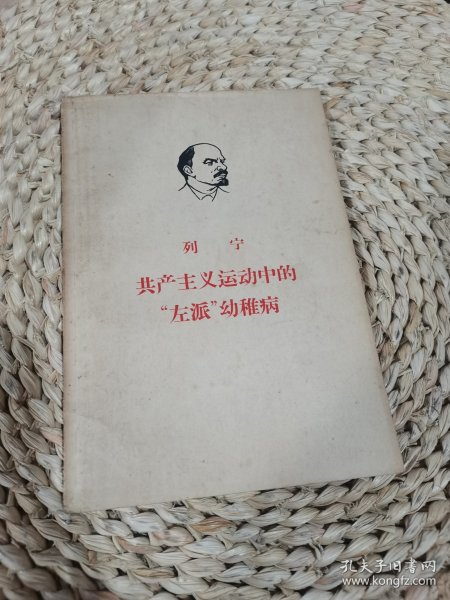 列 宁
共产主义运动中的
“左派”幼稚病
孔夫子旧书网
www.kongfz.com